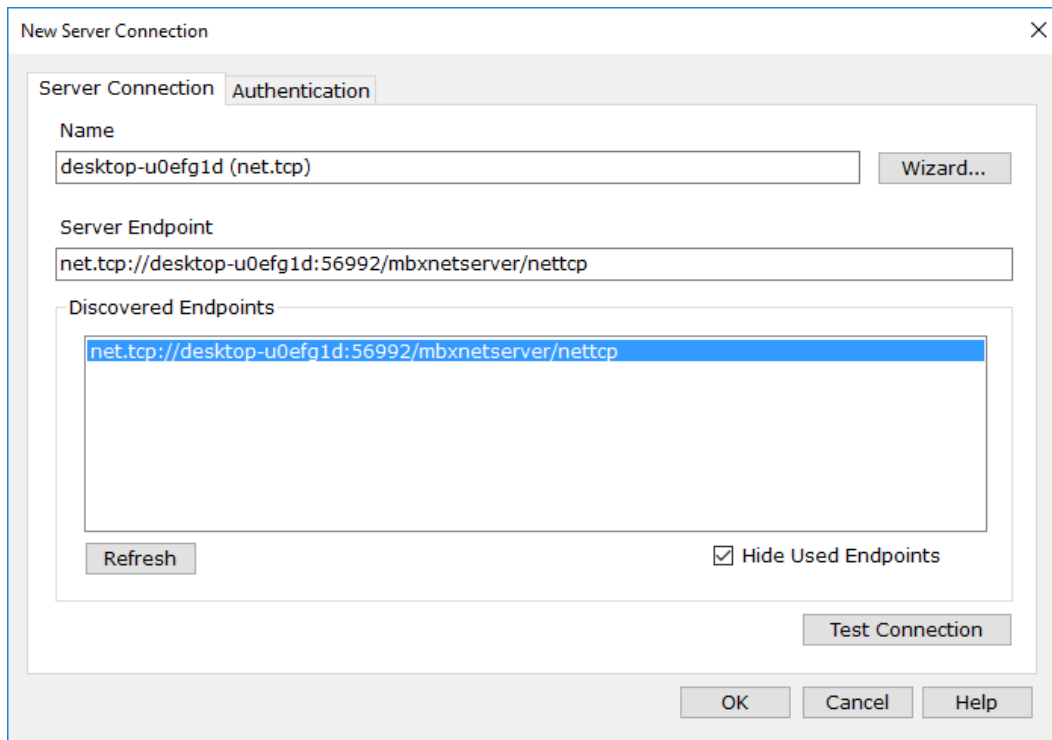 New Server Connection
Server Connection
Authentication
Name
desktop-u0efg1d (net.tcp)
Wizard...
Server Endpoint
net.tcp://desktop-u0efg1d:56992/mbxnetserver/nettcp
Discovered Endpoints
net.tcp://desktop-u0efg1d:56992/mbxnetserver/nettcp
Refresh
Hide Used Endpoints
Test Connection
OK
Cancel
Help